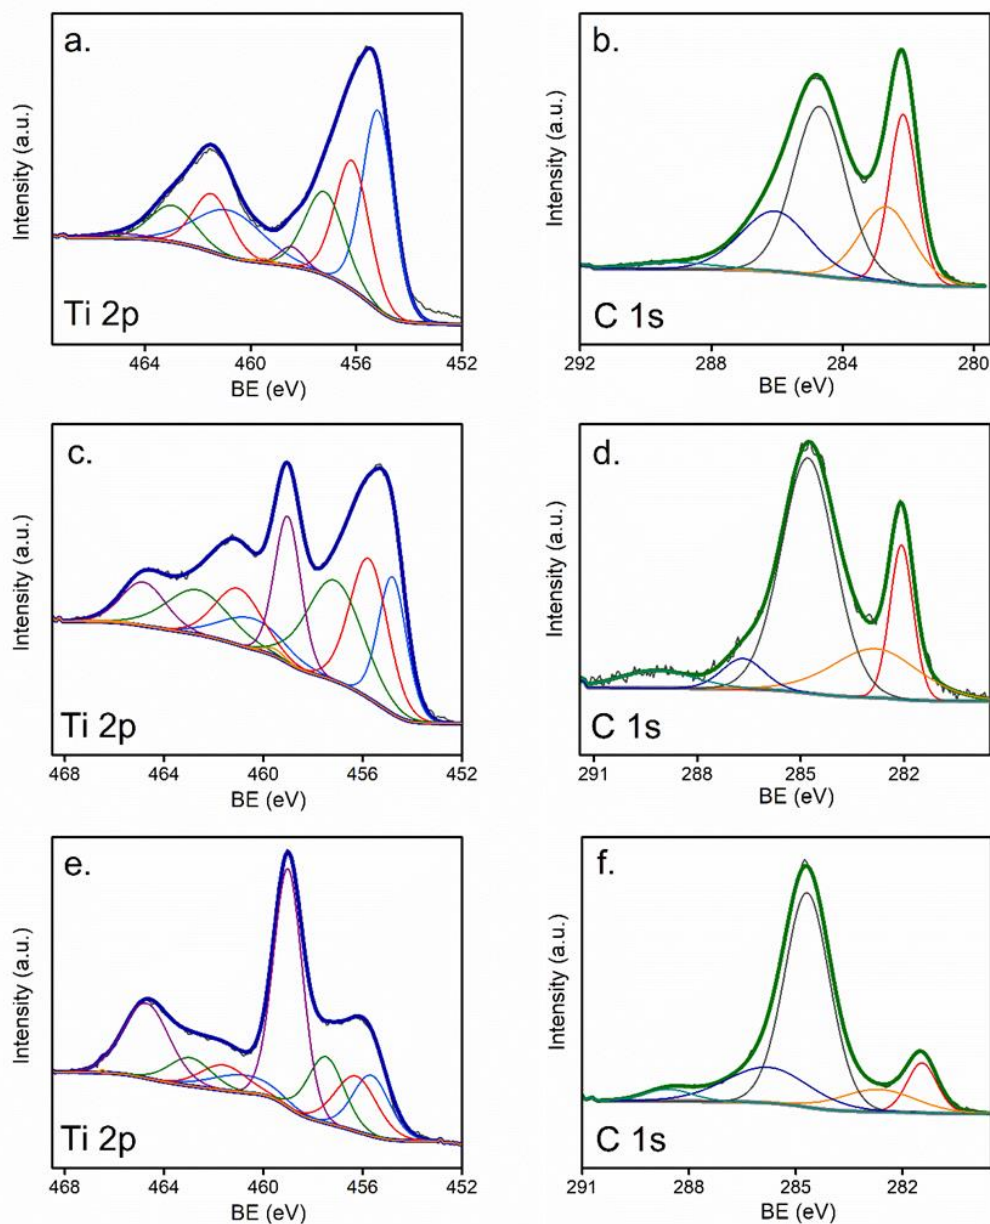 a.
Intensity (a.u.)
Ti 2p
464 460 456 452
BE (eV)
b.
Intensity (a.u.)
C 1s
292 288 284 280
BE (eV)
c.
Intensity (a.u.)
Ti 2p
468 464 460 456 452
BE (eV)
d.
Intensity (a.u.)
C 1s
291 288 285 282
BE (eV)
e.
Intensity (a.u.)
Ti 2p
468 464 460 456 452
BE (eV)
f.
Intensity (a.u.)
C 1s
291 288 285 282
BE (eV)